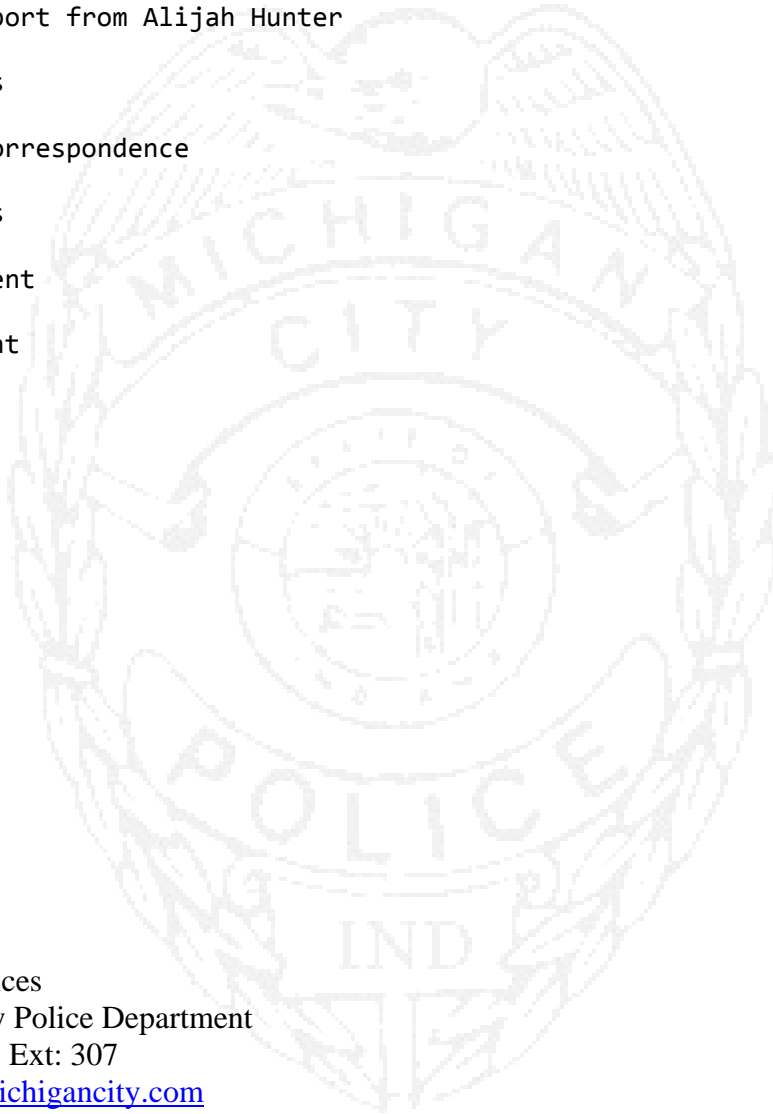 port from Alijah Hunter
s
orrespondence
s
ent
nt
MICHIGAN
CITY
POLICE
IND
ces
y Police Department
Ext: 307
ichigancity.com